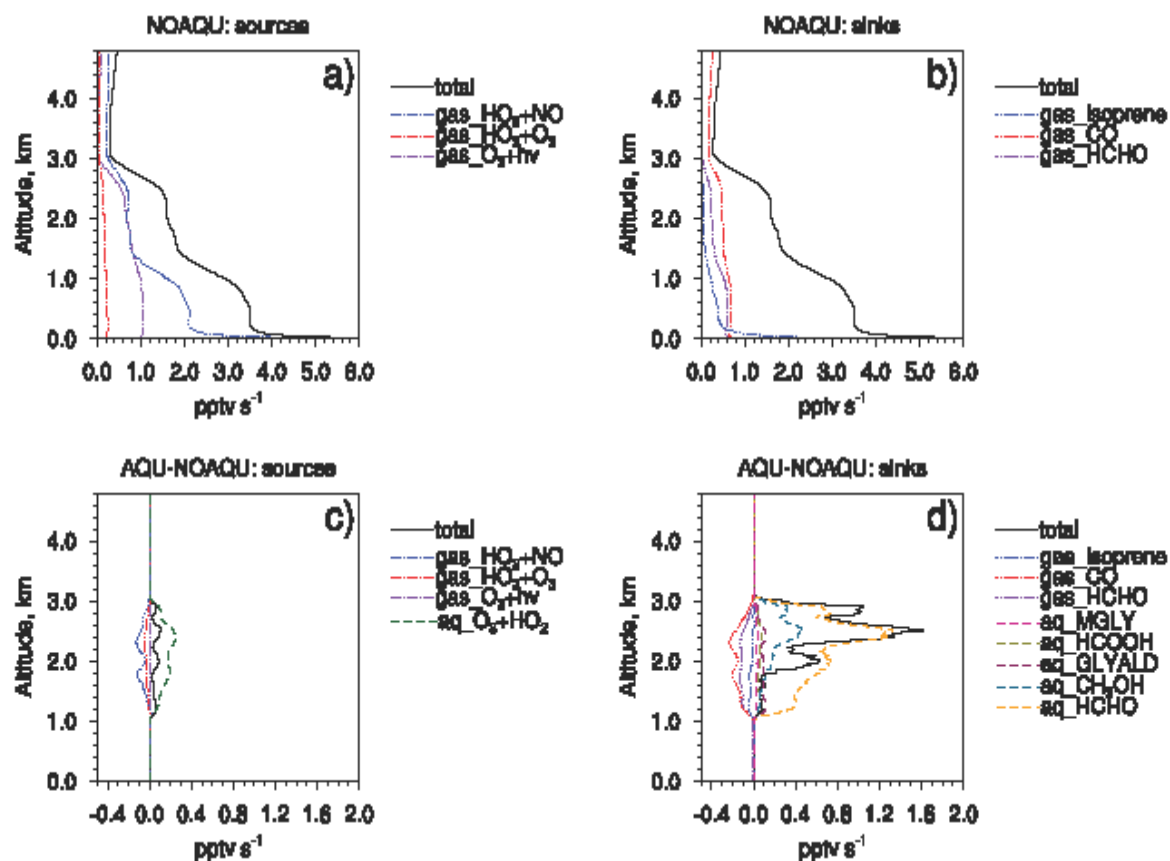 NOAQU: sources
a)
Altitude, km
4.0
3.0
2.0
1.0
0.0
0.0 1.0 2.0 3.0 4.0 5.0 6.0
pptv s⁻¹
total
gas_HO₂+NO
gas_HO₂+O₃
gas_O₃+hv
NOAQU: sinks
b)
Altitude, km
4.0
3.0
2.0
1.0
0.0
0.0 1.0 2.0 3.0 4.0 5.0 6.0
pptv s⁻¹
total
gas_isoprene
gas_CO
gas_HCHO
AQU-NOAQU: sources
c)
Altitude, km
4.0
3.0
2.0
1.0
0.0
-0.4 0.0 0.4 0.8 1.2 1.6 2.0
pptv s⁻¹
total
gas_HO₂+NO
gas_HO₂+O₃
gas_O₃+hv
aq_O₃+HO₂
AQU-NOAQU: sinks
d)
Altitude, km
4.0
3.0
2.0
1.0
0.0
-0.4 0.0 0.4 0.8 1.2 1.6 2.0
pptv s⁻¹
total
gas_isoprene
gas_CO
gas_HCHO
aq_MGLY
aq_HCOOH
aq_GLYALD
aq_CH₃OH
aq_HCHO